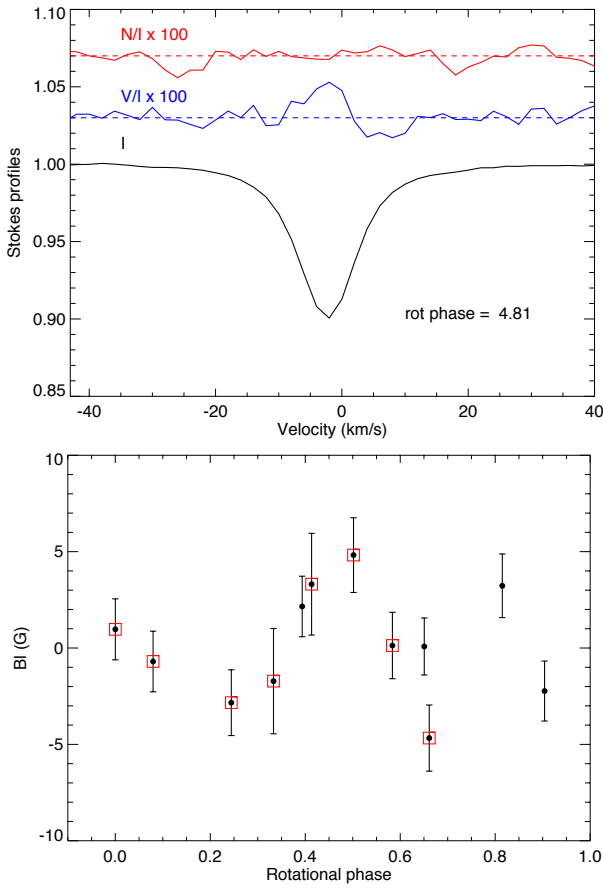 1.10
N/I x 100
1.05
V/I x 100
I
1.00
Stokes profiles
0.95
rot phase = 4.81
0.90
0.85
-40 -20 0 20 40
Velocity (km/s)
10
5
0
Bl (G)
-5
-10
0.0 0.2 0.4 0.6 0.8 1.0
Rotational phase